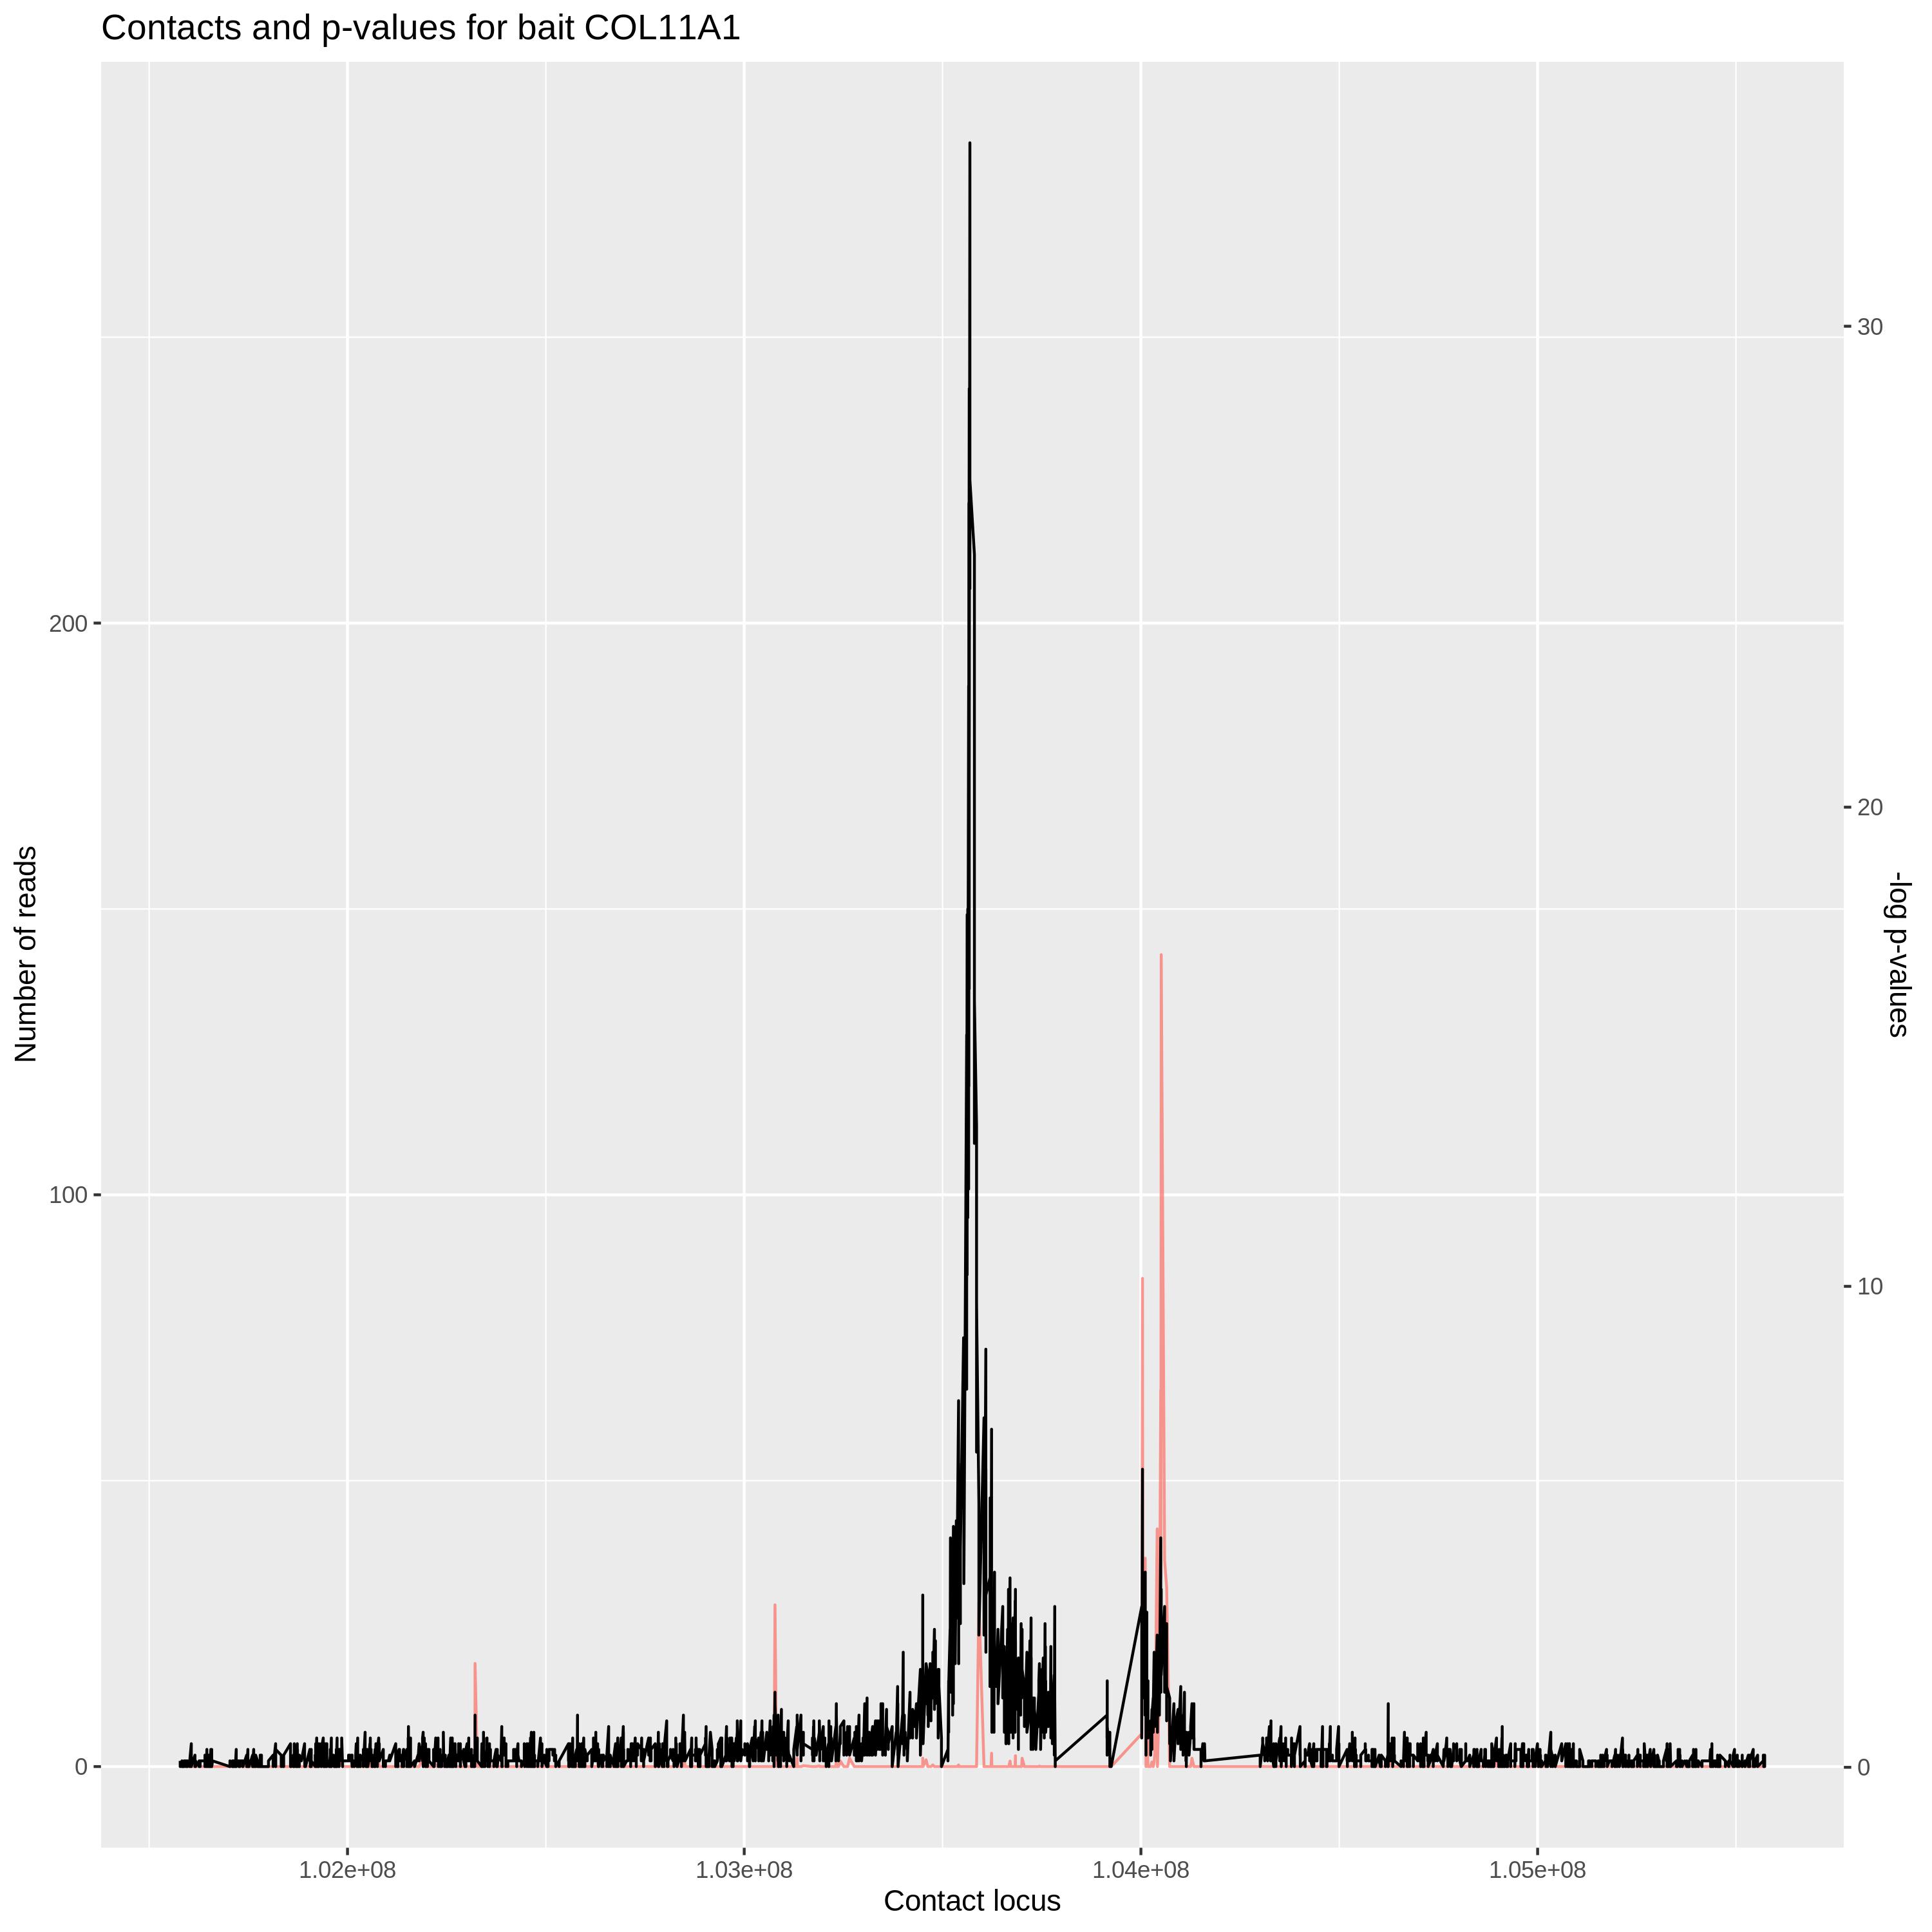 Contacts and p-values for bait COL11A1
Number of reads
200
100
0
30
20
10
0
-log p-values
1.02e+08 1.03e+08 1.04e+08 1.05e+08
Contact locus